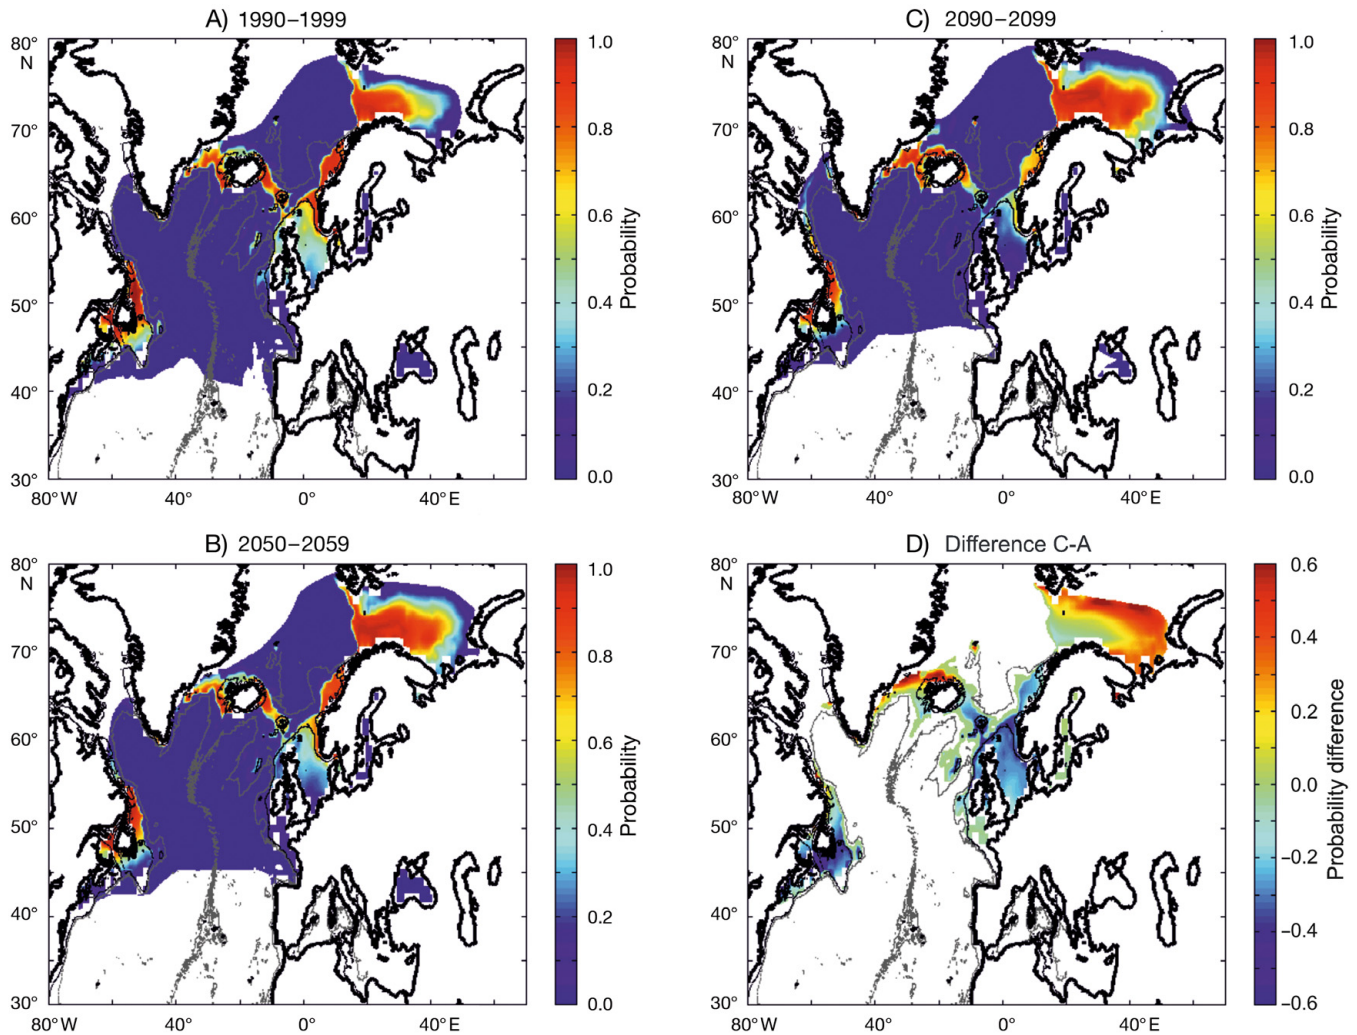 A) 1990–1999
80°
N
70°
60°
50°
40°
30°
80° W
40°
0°
40° E
1.0
0.8
0.6
0.4
0.2
0.0
Probability
C) 2090–2099
80°
N
70°
60°
50°
40°
30°
80° W
40°
0°
40° E
1.0
0.8
0.6
0.4
0.2
0.0
Probability
B) 2050–2059
80°
N
70°
60°
50°
40°
30°
80° W
40°
0°
40° E
1.0
0.8
0.6
0.4
0.2
0.0
Probability
D) Difference C-A
80°
N
70°
60°
50°
40°
30°
80° W
40°
0°
40° E
0.6
0.4
0.2
0.0
–0.2
–0.4
–0.6
Probability difference